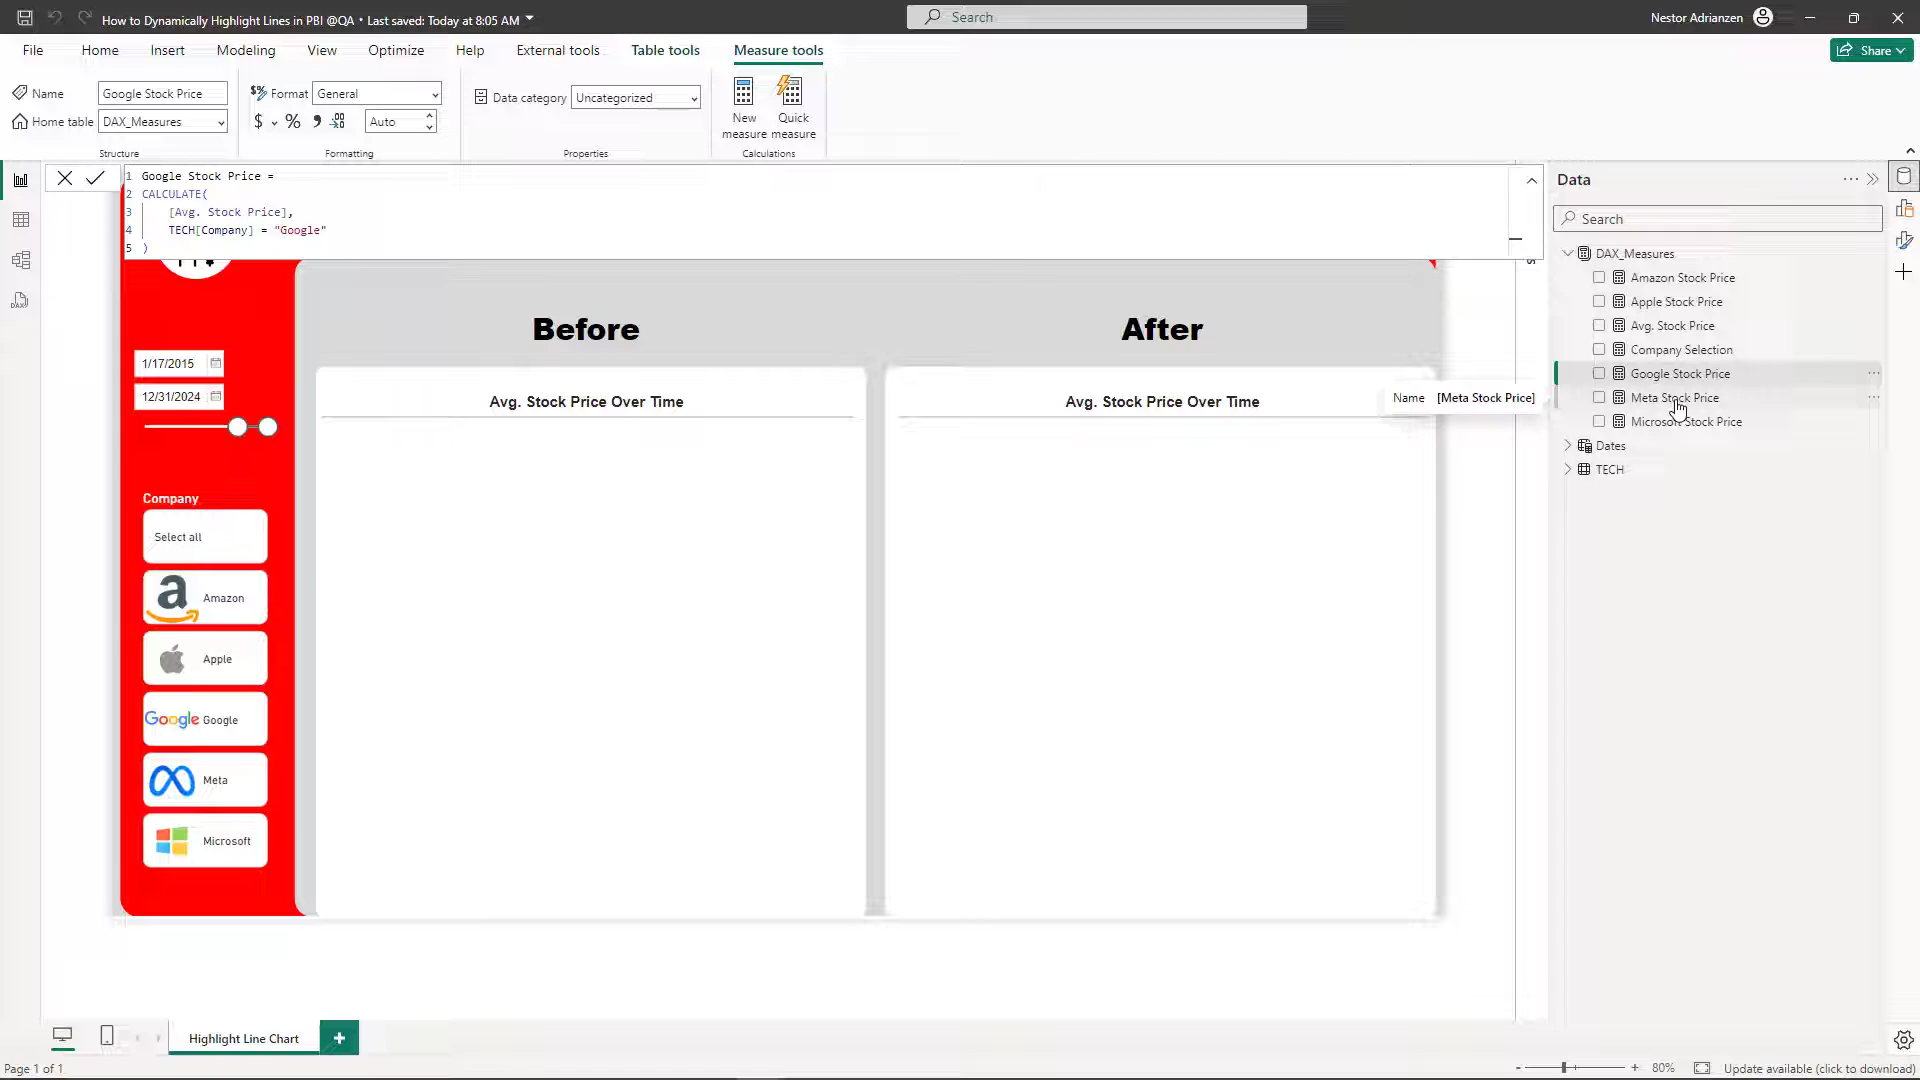 How to Dynamically Highlight Lines in PBI @QA • Last saved: Today at 8:05 AM
Search
Nestor Adrianzen
File
Home
Insert
Modeling
View
Optimize
Help
External tools
Table tools
Measure tools
Share
Name
Google Stock Price
Home table
DAX_Measures
Structure
Format
General
$
%
Auto
Formatting
Data category
Uncategorized
Properties
New measure
Quick measure
Calculations
1 Google Stock Price =
2 CALCULATE(
3 [Avg. Stock Price],
4 TECH[Company] = "Google"
5 )
1/17/2015
12/31/2024
Company
Select all
Amazon
Apple
Google Google
Meta
Microsoft
Before
Avg. Stock Price Over Time
After
Avg. Stock Price Over Time
Name [Meta Stock Price]
Data
Search
DAX_Measures
Amazon Stock Price
Apple Stock Price
Avg. Stock Price
Company Selection
Google Stock Price
Meta Stock Price
Microsoft Stock Price
Dates
TECH
Highlight Line Chart
Page 1 of 1
80%
Update available (click to download)